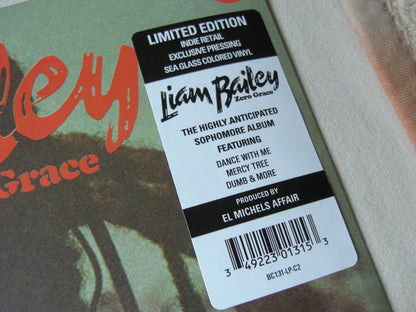 ley
Grace
LIMITED EDITION
INDIE RETAIL
EXCLUSIVE PRESSING
SEA GLASS COLORED VINYL
Liam Bailey
Zero Grace
THE HIGHLY ANTICIPATED
SOPHOMORE ALBUM
FEATURING
DANCE WITH ME
MERCY TREE
DUMB & MORE
PRODUCED BY
EL MICHELS AFFAIR
3 49223 01315 3
BC131-LP-C2